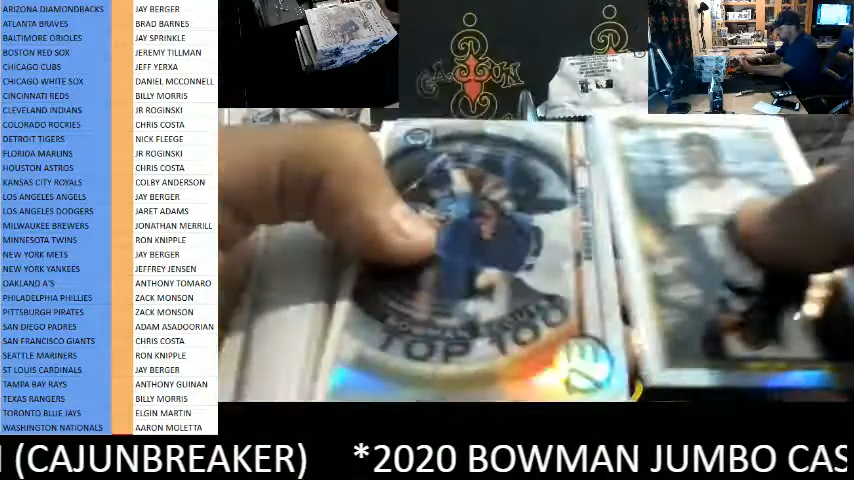 ARIZONA DIAMONDBACKS JAY BERGER
ATLANTA BRAVES BRAD BARNES
BALTIMORE ORIOLES JAY SPRINKLE
BOSTON RED SOX JEREMY TILLMAN
CHICAGO CUBS JEFF YERXA
CHICAGO WHITE SOX DANIEL MCCONNELL
CINCINNATI REDS BILLY MORRIS
CLEVELAND INDIANS JR ROGINSKI
COLORADO ROCKIES CHRIS COSTA
DETROIT TIGERS NICK FLEEGE
FLORIDA MARLINS JR ROGINSKI
HOUSTON ASTROS CHRIS COSTA
KANSAS CITY ROYALS COLBY ANDERSON
LOS ANGELES ANGELS JAY BERGER
LOS ANGELES DODGERS JARET ADAMS
MILWAUKEE BREWERS JONATHAN MERRILL
MINNESOTA TWINS RON KNIPPLE
NEW YORK METS JAY BERGER
NEW YORK YANKEES JEFFREY JENSEN
OAKLAND A'S ANTHONY TOMARO
PHILADELPHIA PHILLIES ZACK MONSON
PITTSBURGH PIRATES ZACK MONSON
SAN DIEGO PADRES ADAM ASADOORIAN
SAN FRANCISCO GIANTS CHRIS COSTA
SEATTLE MARINERS RON KNIPPLE
ST LOUIS CARDINALS JAY BERGER
TAMPA BAY RAYS ANTHONY GUINAN
TEXAS RANGERS BILLY MORRIS
TORONTO BLUE JAYS ELGIN MARTIN
WASHINGTON NATIONALS AARON MOLETTA
TOP 100
(CAJUNBREAKER) *2020 BOWMAN JUMBO CAS